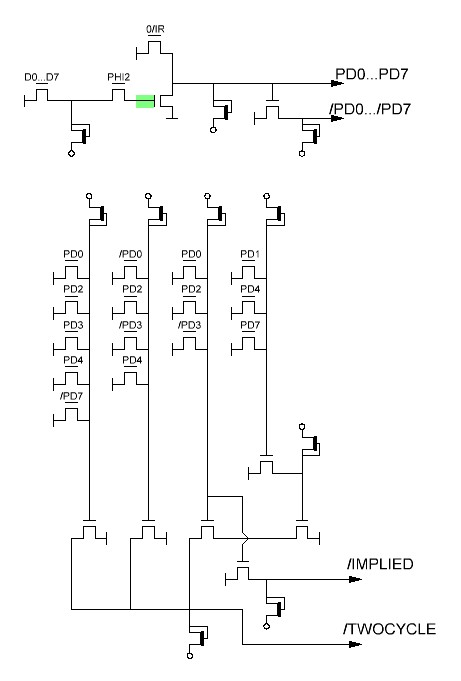 0/IR
D0...D7 PHI2 PD0...PD7
/PD0.../PD7
PD0 /PD0 PD0 PD1
PD2 PD2 PD2 PD4
PD3 /PD3 /PD3 PD7
PD4 PD4
/PD7
/IMPLIED
/TWOCYCLE